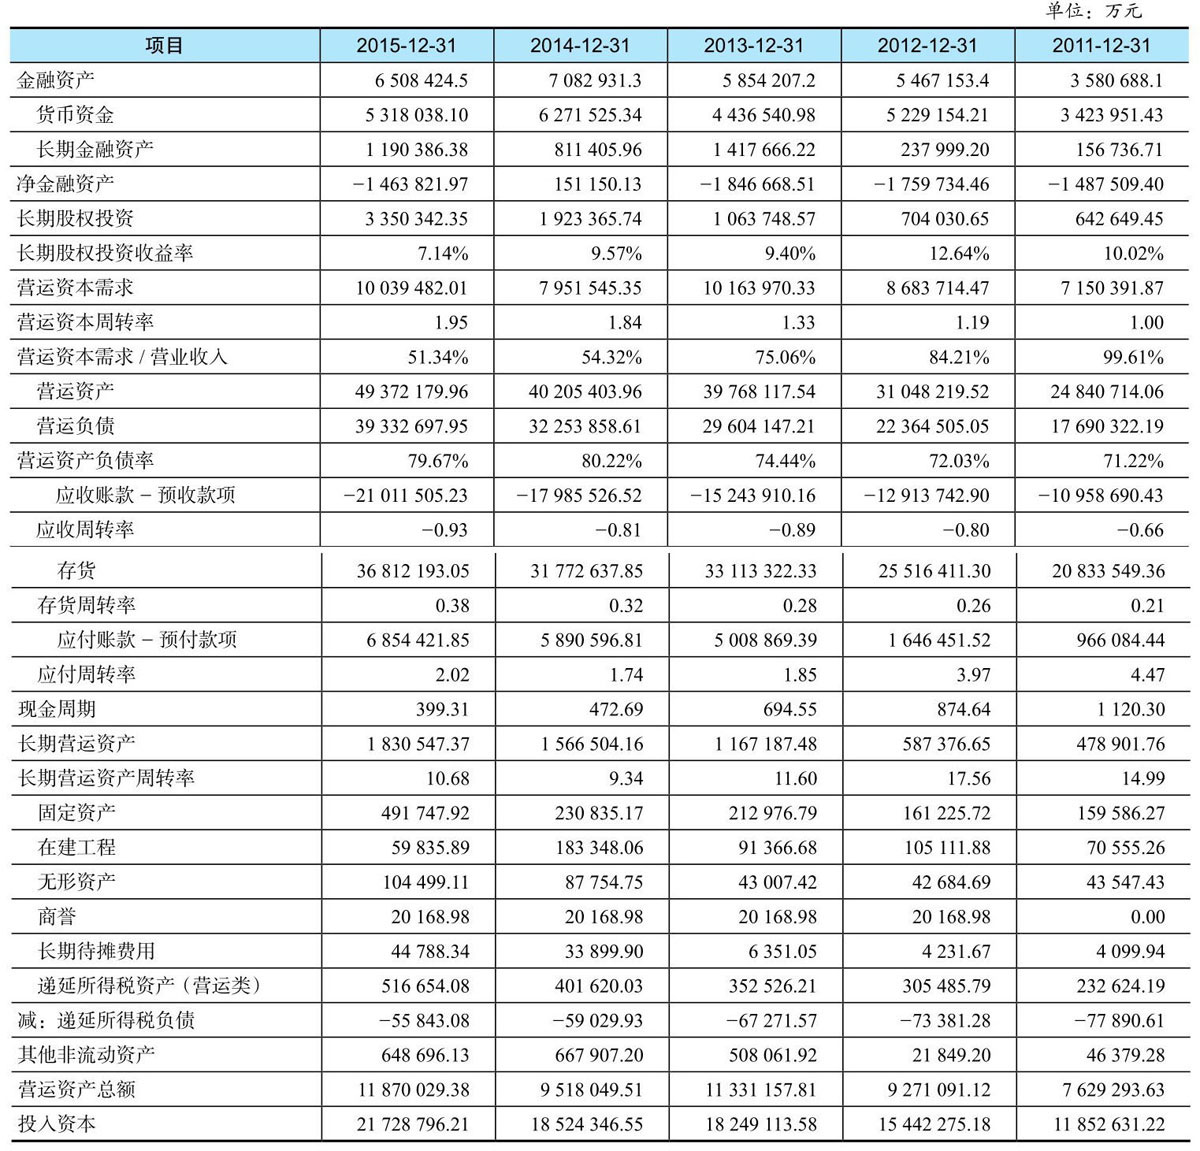 单位：万元
项目 2015-12-31 2014-12-31 2013-12-31 2012-12-31 2011-12-31
金融资产 6 508 424.5 7 082 931.3 5 854 207.2 5 467 153.4 3 580 688.1
货币资金 5 318 038.10 6 271 525.34 4 436 540.98 5 229 154.21 3 423 951.43
长期金融资产 1 190 386.38 811 405.96 1 417 666.22 237 999.20 156 736.71
净金融资产 −1 463 821.97 151 150.13 −1 846 668.51 −1 759 734.46 −1 487 509.40
长期股权投资 3 350 342.35 1 923 365.74 1 063 748.57 704 030.65 642 649.45
长期股权投资收益率 7.14% 9.57% 9.40% 12.64% 10.02%
营运资本需求 10 039 482.01 7 951 545.35 10 163 970.33 8 683 714.47 7 150 391.87
营运资本周转率 1.95 1.84 1.33 1.19 1.00
营运资本需求 / 营业收入 51.34% 54.32% 75.06% 84.21% 99.61%
营运资产 49 372 179.96 40 205 403.96 39 768 117.54 31 048 219.52 24 840 714.06
营运负债 39 332 697.95 32 253 858.61 29 604 147.21 22 364 505.05 17 690 322.19
营运资产负债率 79.67% 80.22% 74.44% 72.03% 71.22%
应收账款 − 预收款项 −21 011 505.23 −17 985 526.52 −15 243 910.16 −12 913 742.90 −10 958 690.43
应收周转率 −0.93 −0.81 −0.89 −0.80 −0.66
存货 36 812 193.05 31 772 637.85 33 113 322.33 25 516 411.30 20 833 549.36
存货周转率 0.38 0.32 0.28 0.26 0.21
应付账款 − 预付款项 6 854 421.85 5 890 596.81 5 008 869.39 1 646 451.52 966 084.44
应付周转率 2.02 1.74 1.85 3.97 4.47
现金周期 399.31 472.69 694.55 874.64 1 120.30
长期营运资产 1 830 547.37 1 566 504.16 1 167 187.48 587 376.65 478 901.76
长期营运资产周转率 10.68 9.34 11.60 17.56 14.99
固定资产 491 747.92 230 835.17 212 976.79 161 225.72 159 586.27
在建工程 59 835.89 183 348.06 91 366.68 105 111.88 70 555.26
无形资产 104 499.11 87 754.75 43 007.42 42 684.69 43 547.43
商誉 20 168.98 20 168.98 20 168.98 20 168.98 0.00
长期待摊费用 44 788.34 33 899.90 6 351.05 4 231.67 4 099.94
递延所得税资产（营运类） 516 654.08 401 620.03 352 526.21 305 485.79 232 624.19
减：递延所得税负债 −55 843.08 −59 029.93 −67 271.57 −73 381.28 −77 890.61
其他非流动资产 648 696.13 667 907.20 508 061.92 21 849.20 46 379.28
营运资产总额 11 870 029.38 9 518 049.51 11 331 157.81 9 271 091.12 7 629 293.63
投入资本 21 728 796.21 18 524 346.55 18 249 113.58 15 442 275.18 11 852 631.22